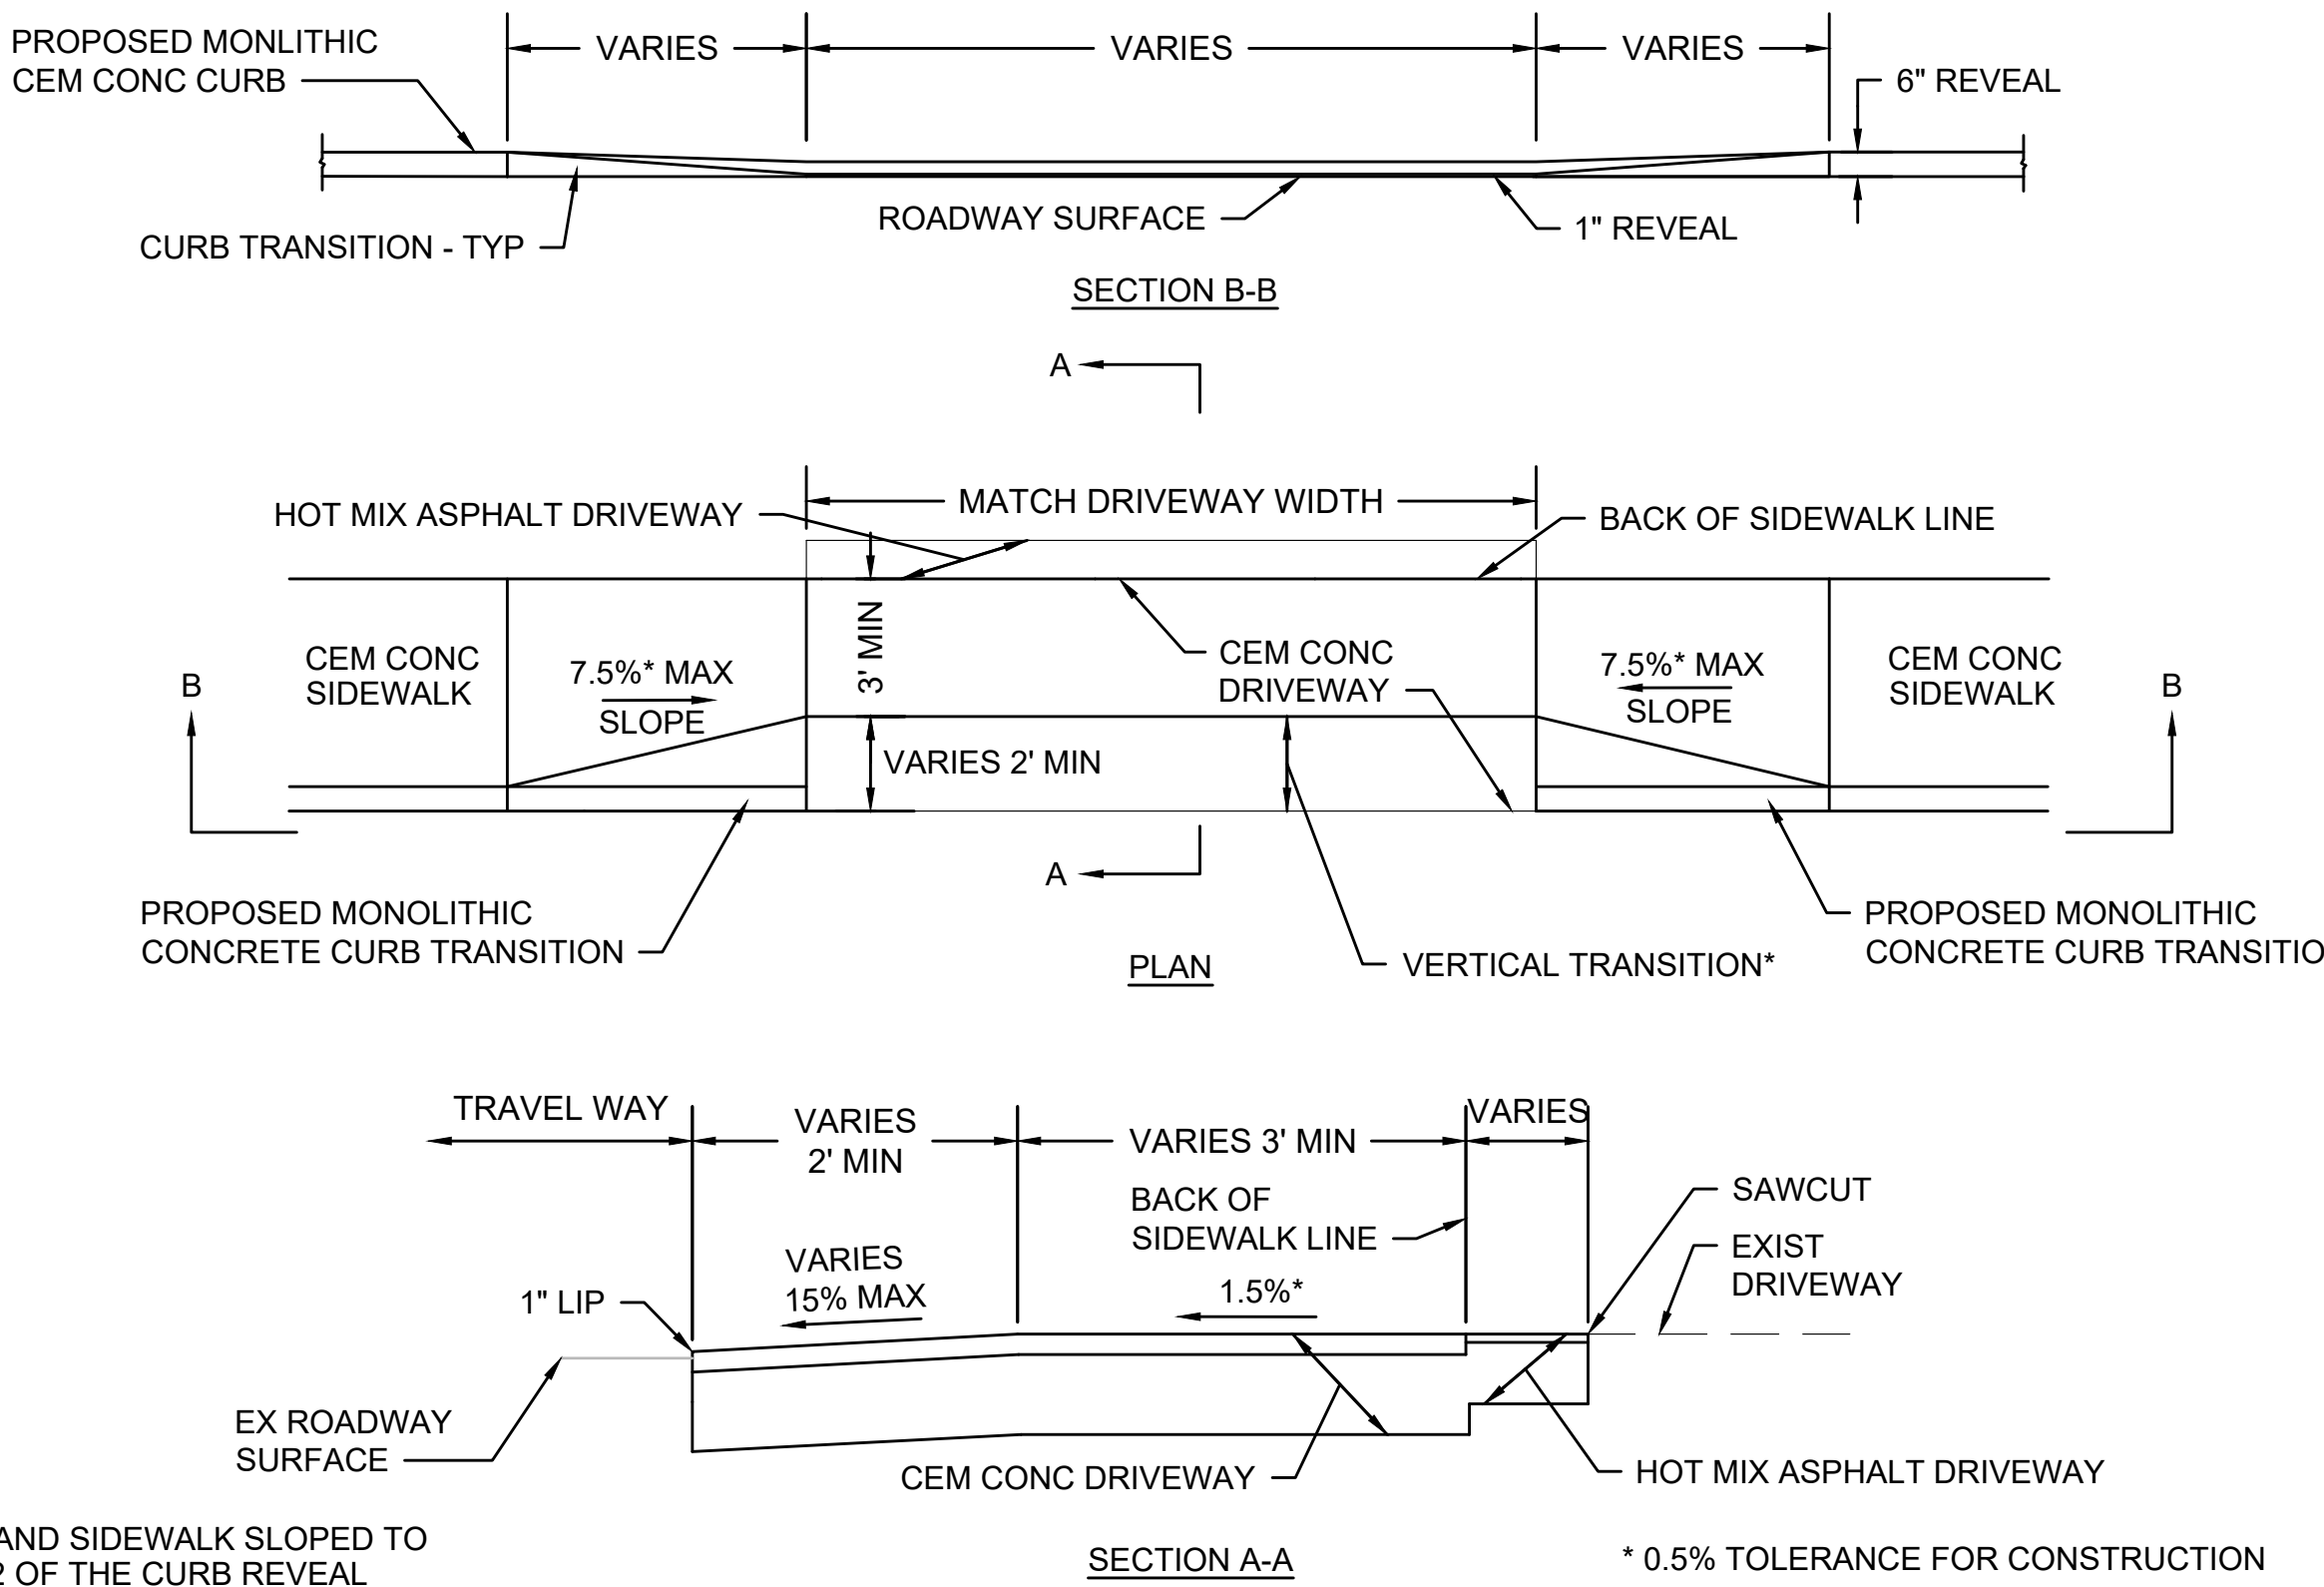 PROPOSED MONLITHIC
CEM CONC CURB
VARIES
VARIES
VARIES
6" REVEAL
ROADWAY SURFACE
1" REVEAL
CURB TRANSITION - TYP
SECTION B-B
A
HOT MIX ASPHALT DRIVEWAY
MATCH DRIVEWAY WIDTH
BACK OF SIDEWALK LINE
CEM CONC
SIDEWALK
7.5%* MAX
SLOPE
3' MIN
CEM CONC
DRIVEWAY
7.5%* MAX
SLOPE
CEM CONC
SIDEWALK
B
B
VARIES 2' MIN
A
PROPOSED MONOLITHIC
CONCRETE CURB TRANSITION
PLAN
VERTICAL TRANSITION*
PROPOSED MONOLITHIC
CONCRETE CURB TRANSITIO
TRAVEL WAY
VARIES
2' MIN
VARIES 3' MIN
VARIES
BACK OF
SIDEWALK LINE
SAWCUT
EXIST
DRIVEWAY
VARIES
15% MAX
1.5%*
1" LIP
EX ROADWAY
SURFACE
CEM CONC DRIVEWAY
HOT MIX ASPHALT DRIVEWAY
AND SIDEWALK SLOPED TO
2 OF THE CURB REVEAL
SECTION A-A
* 0.5% TOLERANCE FOR CONSTRUCTION